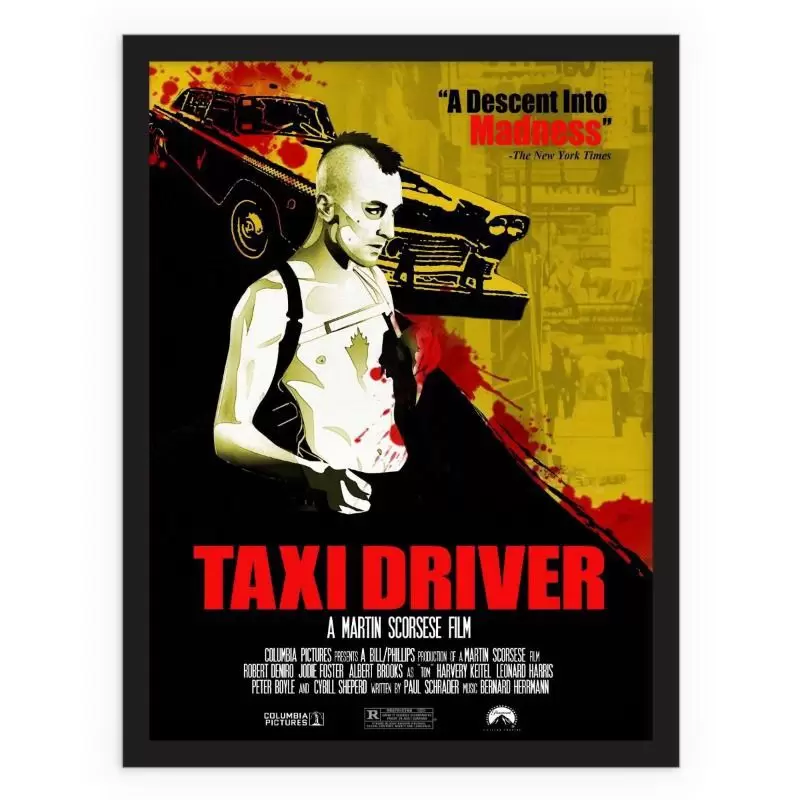 “A Descent Into
Madness”
-The New York Times
TAXI DRIVER
A MARTIN SCORSESE FILM
COLUMBIA PICTURES PRESENTS A BILL/PHILLIPS PRODUCTION OF A MARTIN SCORSESE FILM
ROBERT DENIRO JODIE FOSTER ALBERT BROOKS AS "TOM" HARVERY KEITEL LEONARD HARRIS
PETER BOYLE AND CYBILL SHEPERD WRITTEN BY PAUL SCHRADER MUSIC BERNARD HERRMANN
COLUMBIA
PICTURES
R RESTRICTED
Paramount